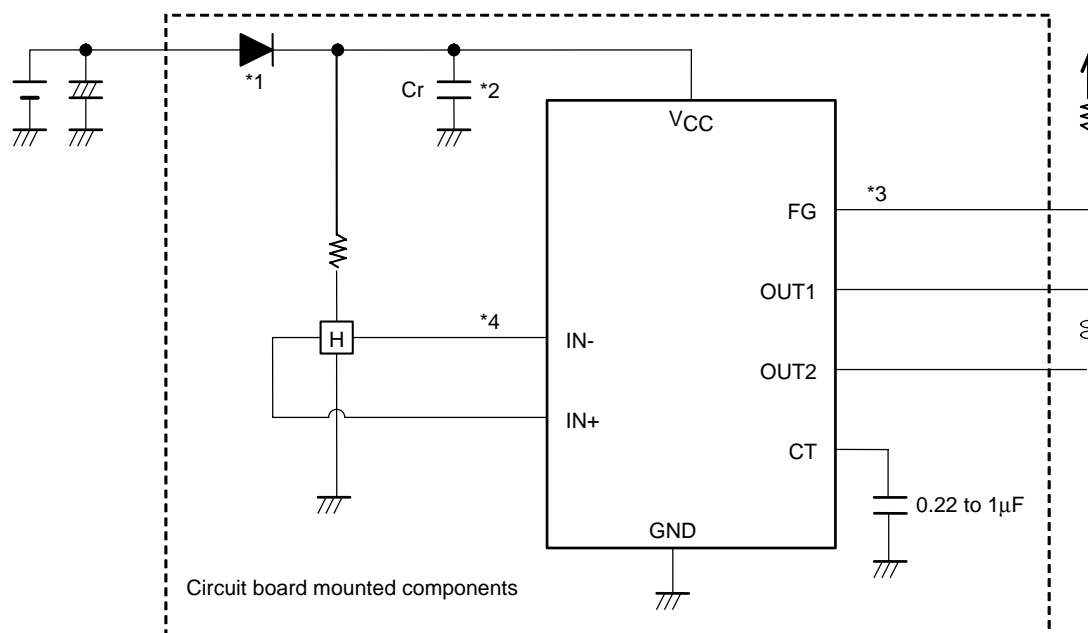 *1
Cr
*2
VCC
FG
*3
OUT1
H
*4
IN-
OUT2
IN+
CT
0.22 to 1μF
GND
Circuit board mounted components